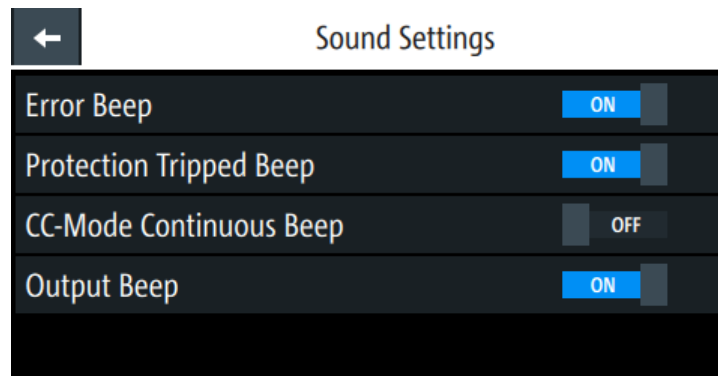 Sound Settings
Error Beep ON
Protection Tripped Beep ON
CC-Mode Continuous Beep OFF
Output Beep ON